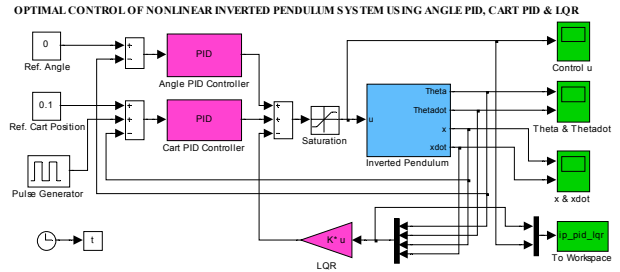 OPTIMAL CONTROL OF NONLINEAR INVERTED PENDULUM SYSTEM USING ANGLE PID, CART PID & LQR
0
Ref. Angle
+
−
PID
Angle PID Controller
0.1
Ref. Cart Position
+
+
−
PID
Cart PID Controller
+
+
−
Saturation
u
Theta
Thetadot
x
xdot
Inverted Pendulum
Control u
Theta & Thetadot
x & xdot
Pulse Generator
t
K* u
LQR
ip_pid_lqr
To Workspace